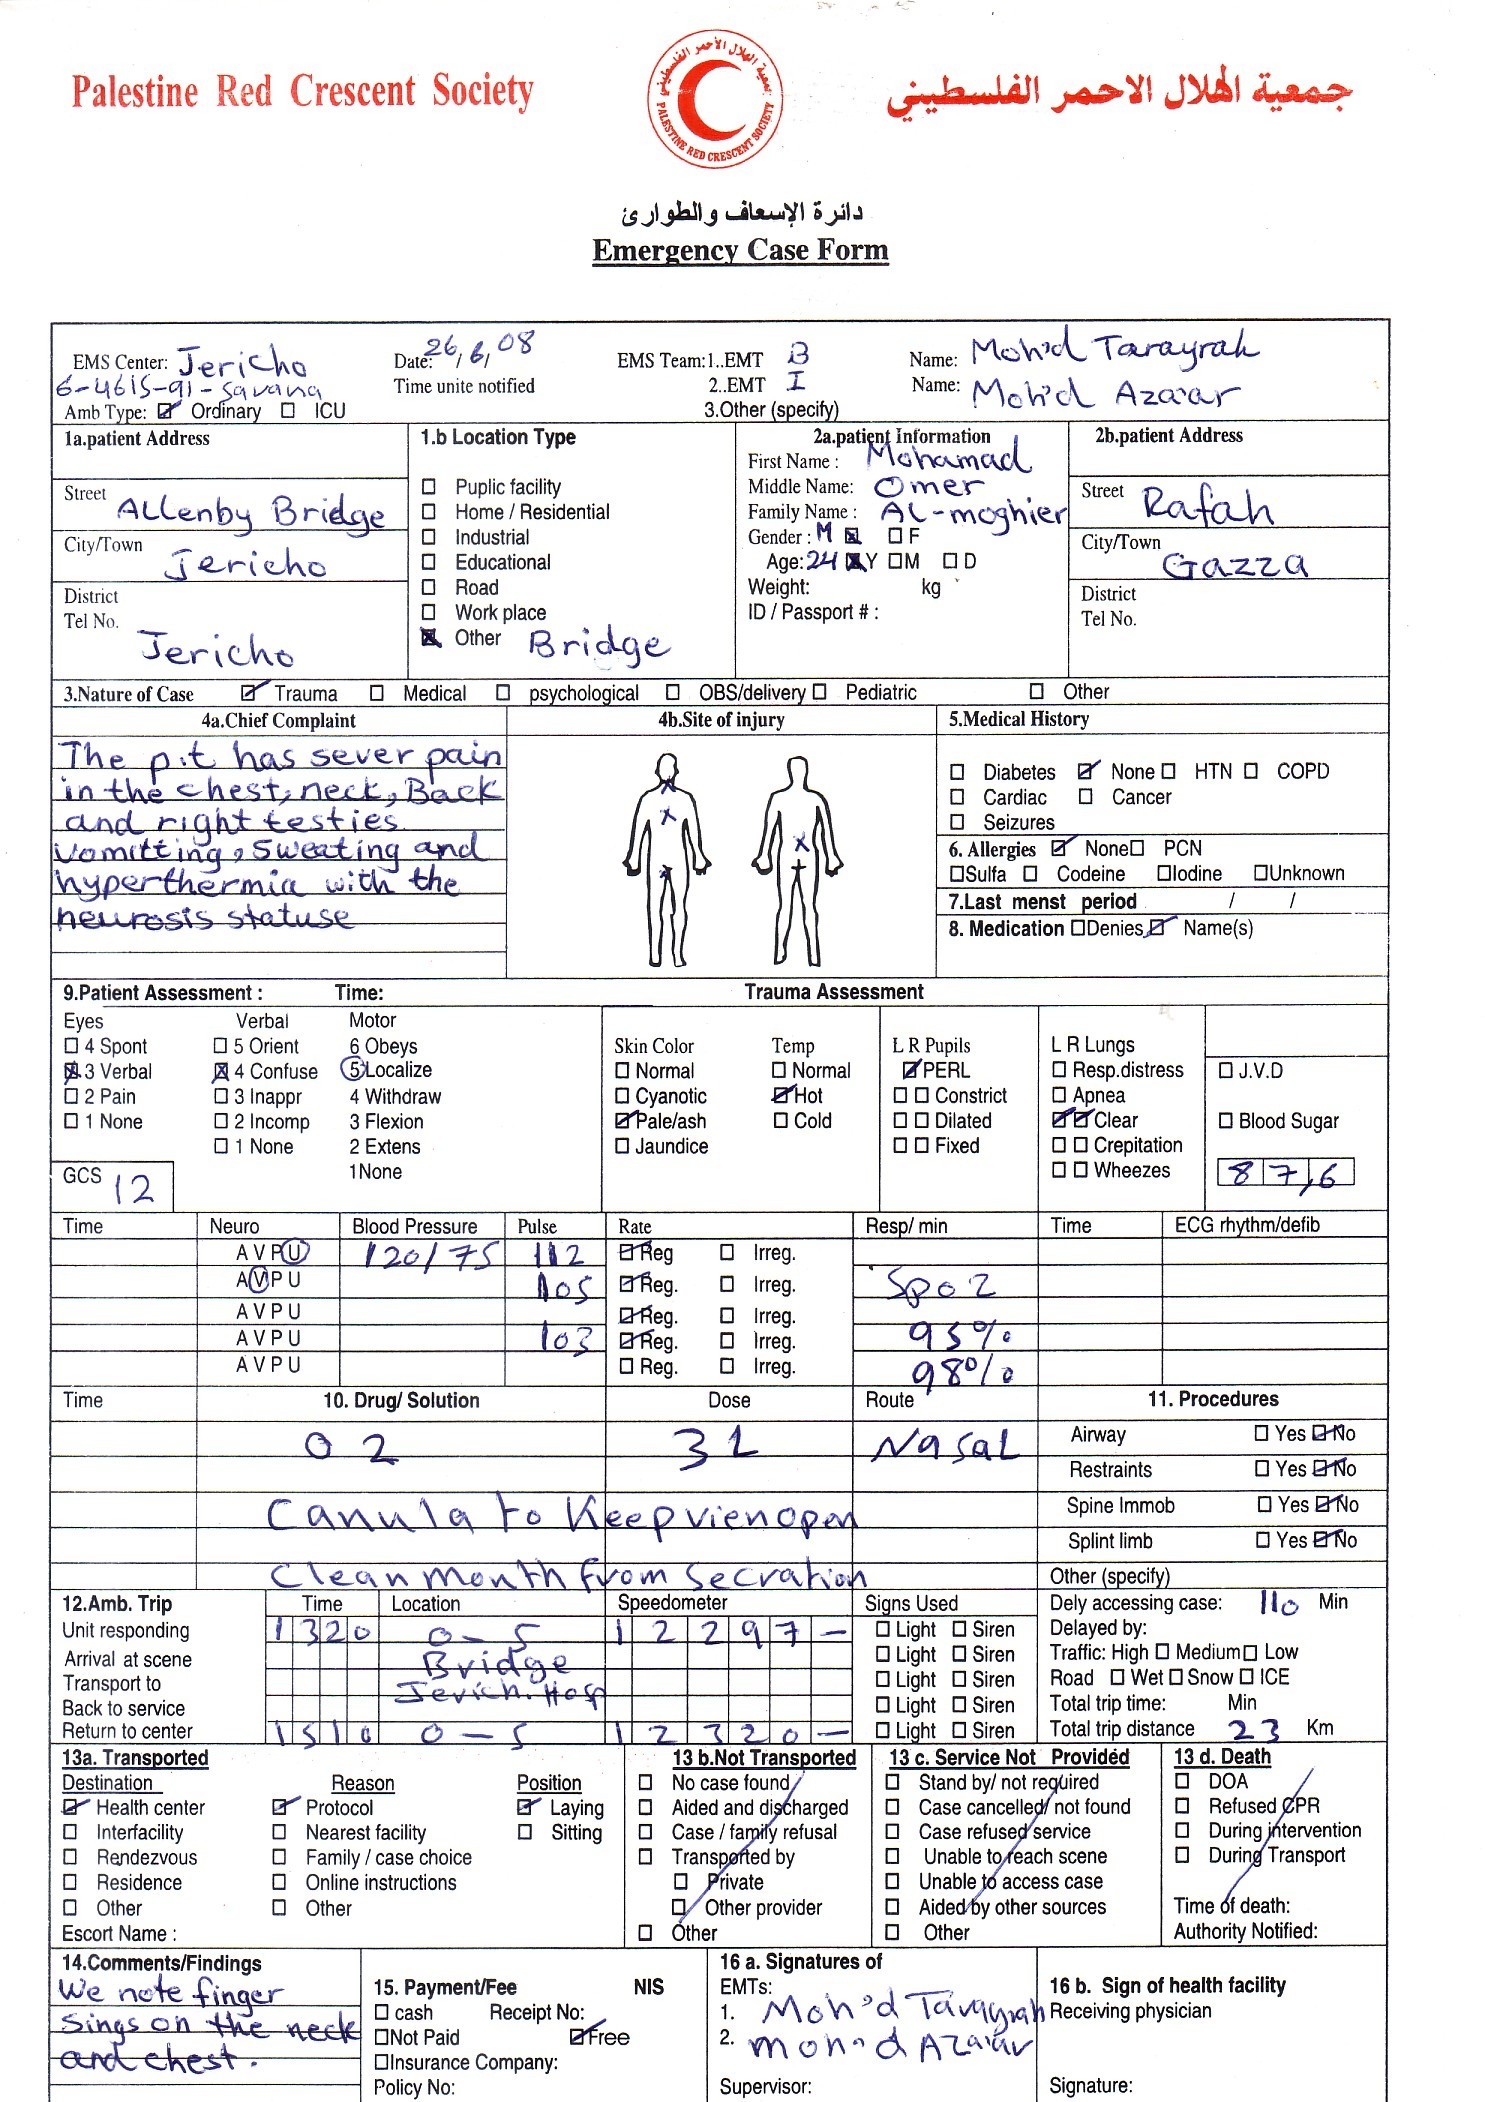 Palestine Red Crescent Society
جمعية الهلال الاحمر الفلسطيني
جمعية الهلال الأحمر الفلسطيني
PALESTINE RED CRESCENT SOCIETY
دائرة الإسعاف والطوارئ
Emergency Case Form
EMS Center: Jericho Date: 26/6/08 EMS Team:1..EMT B Name: Moh'd Tarayrah
6-4615-91-Savana Time unite notified 2..EMT I Name: Moh'd Aza'ar
Amb Type: Ordinary ICU 3.Other (specify)
1a.patient Address 1.b Location Type 2a.patient Information 2b.patient Address
First Name : Mohamad
Street Allenby Bridge Puplic facility Middle Name: Omer Street Rafah
Home / Residential Family Name : AL-moghier
City/Town Jericho Industrial Gender : M F City/Town Gazza
Educational Age: 24 Y M D
District Road Weight: kg District
Tel No. Jericho Work place ID / Passport # : Tel No.
Other Bridge
3.Nature of Case Trauma Medical psychological OBS/delivery Pediatric Other
4a.Chief Complaint 4b.Site of injury 5.Medical History
The p.t has sever pain
in the chest, neck, Back
and right testies
Vomitting, Sweating and
hyperthermia with the
neurosis statuse
Diabetes None HTN COPD
Cardiac Cancer
Seizures
6. Allergies None PCN
Sulfa Codeine Iodine Unknown
7.Last menst period / /
8. Medication Denies Name(s)
9.Patient Assessment : Time: Trauma Assessment
Eyes Verbal Motor
4 Spont 5 Orient 6 Obeys Skin Color Temp L R Pupils L R Lungs
3 Verbal 4 Confuse 5 Localize Normal Normal PERL Resp.distress J.V.D
2 Pain 3 Inappr 4 Withdraw Cyanotic Hot Constrict Apnea
1 None 2 Incomp 3 Flexion Pale/ash Cold Dilated Clear Blood Sugar
1 None 2 Extens Jaundice Fixed Crepitation
GCS 12 1None Wheezes 87,6
Time Neuro Blood Pressure Pulse Rate Resp/ min Time ECG rhythm/defib
A V P U 120/75 112 Reg Irreg.
A V P U 105 Reg. Irreg. Spo2
A V P U Reg. Irreg.
A V P U 103 Reg. Irreg. 95%
A V P U Reg. Irreg. 98%
Time 10. Drug/ Solution Dose Route 11. Procedures
O2 3L Nasal Airway Yes No
Restraints Yes No
Canula to Keep vien open Spine Immob Yes No
Splint limb Yes No
Clean month from secration Other (specify)
12.Amb. Trip Time Location Speedometer Signs Used Dely accessing case: 110 Min
Unit responding 1320 0-5 12297- Light Siren Delayed by:
Arrival at scene Bridge Light Siren Traffic: High Medium Low
Transport to Jerich. Hosp Light Siren Road Wet Snow ICE
Back to service Light Siren Total trip time: Min
Return to center 1510 0-5 12320- Light Siren Total trip distance 23 Km
13a. Transported 13 b.Not Transported 13 c. Service Not Provided 13 d. Death
Destination Reason Position No case found Stand by/ not required DOA
Health center Protocol Laying Aided and discharged Case cancelled/ not found Refused CPR
Interfacility Nearest facility Sitting Case / family refusal Case refused service During intervention
Rendezvous Family / case choice Transported by Unable to reach scene During Transport
Residence Online instructions Private Unable to access case
Other Other Other provider Aided by other sources Time of death:
Escort Name : Other Other Authority Notified:
14.Comments/Findings
We note finger
Sings on the neck
and chest.
15. Payment/Fee NIS
cash Receipt No:
Not Paid Free
Insurance Company:
Policy No:
16 a. Signatures of
EMTs:
1. Moh'd Tarayrah
2. moh'd Aza'ar
Supervisor:
16 b. Sign of health facility
Receiving physician
Signature: